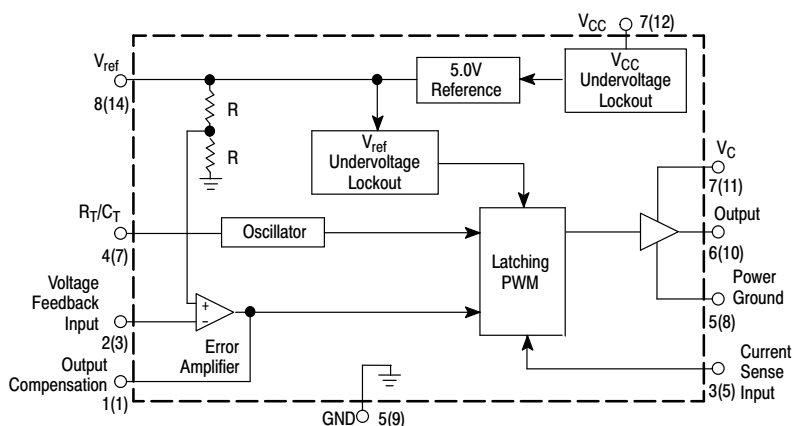 VCC 7(12)
Vref
8(14)
R
R
5.0V
Reference
VCC
Undervoltage
Lockout
Vref
Undervoltage
Lockout
VC
7(11)
RT/CT
4(7)
Oscillator
Latching
PWM
Output
6(10)
Voltage
Feedback
Input
2(3)
+
−
Error
Amplifier
Power
Ground
5(8)
Output
Compensation
1(1)
Current
Sense
Input
3(5)
GND 5(9)